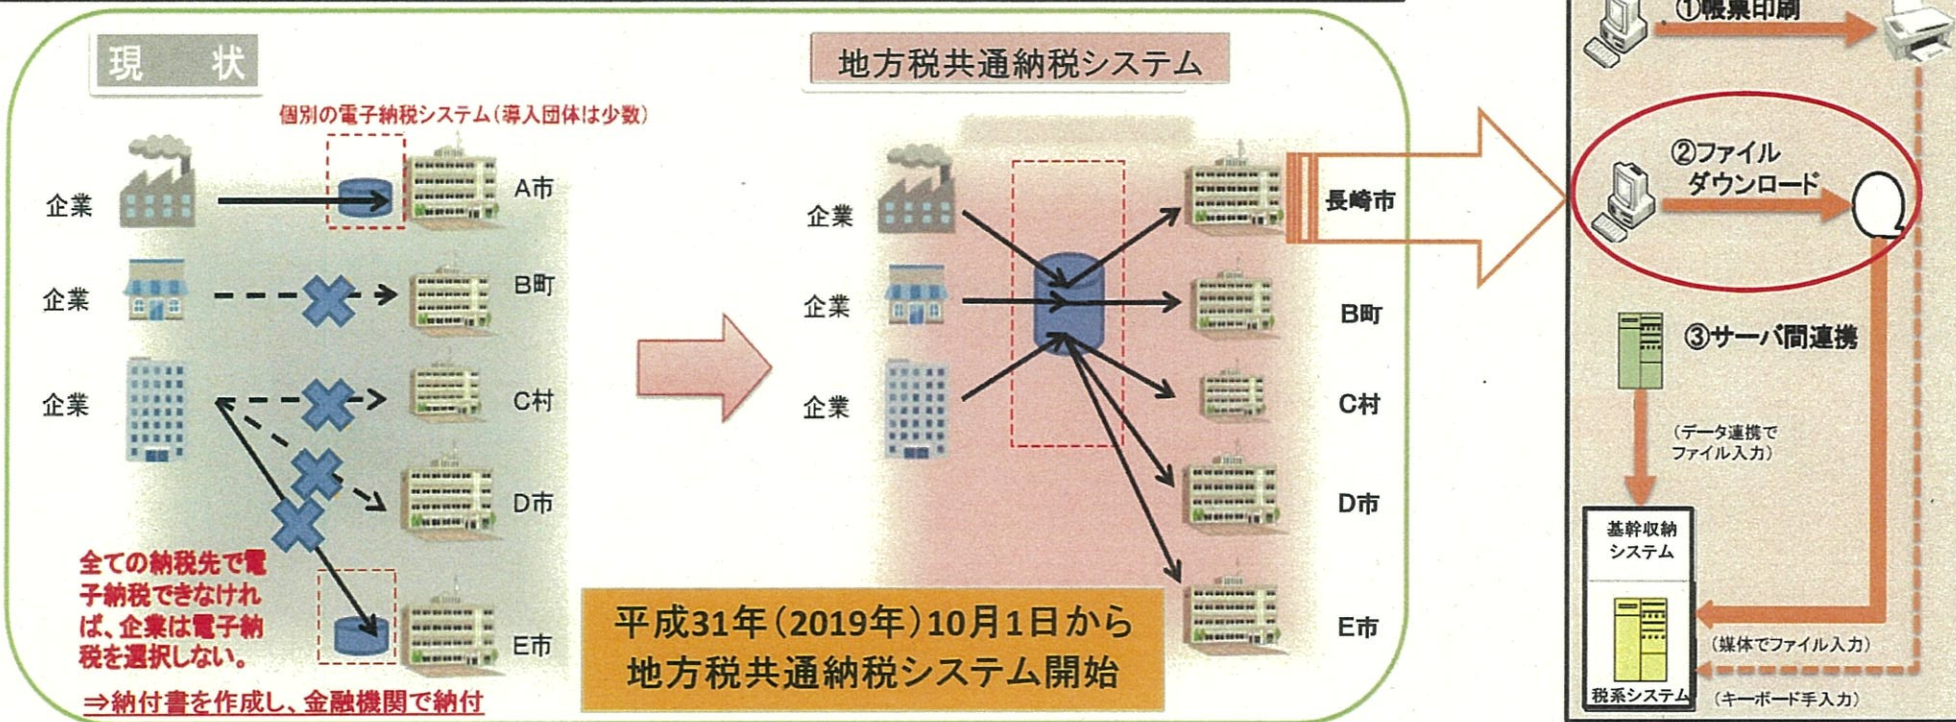 現　状
個別の電子納税システム(導入団体は少数)
企業
A市
企業
B町
企業
C村
D市
E市
全ての納税先で電
子納税できなけれ
ば、企業は電子納
税を選択しない。
⇒納付書を作成し、金融機関で納付
地方税共通納税システム
企業
長崎市
企業
B町
企業
C村
D市
E市
平成31年(2019年)10月1日から
地方税共通納税システム開始
①帳票印刷
②ファイル
ダウンロード
③サーバ間連携
(データ連携で
ファイル入力)
基幹収納
システム
税系システム
(媒体でファイル入力)
(キーボード手入力)